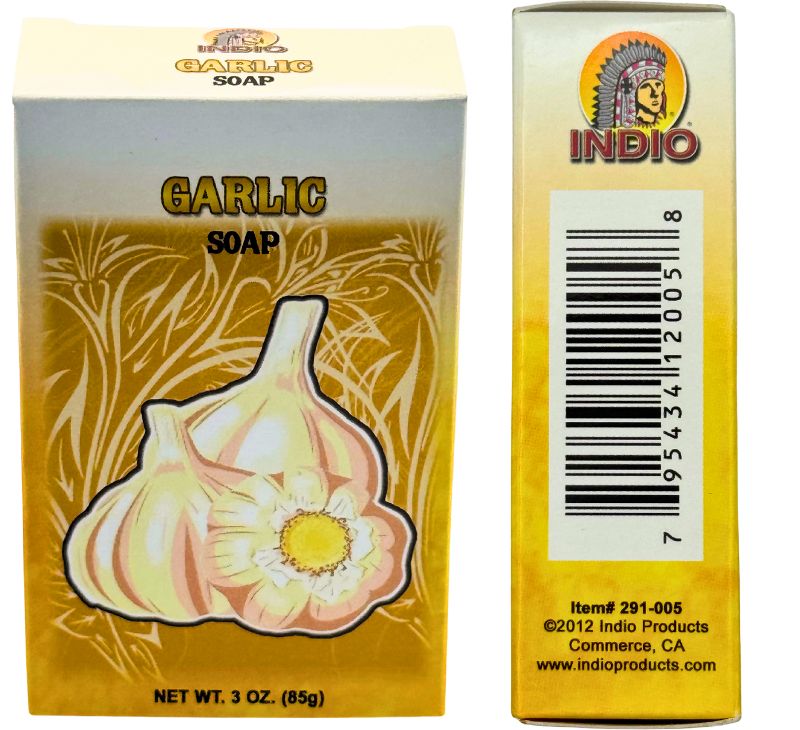 INDIO
GARLIC
SOAP
GARLIC
SOAP
NET WT. 3 OZ. (85g)
INDIO
®
7 95434 12005 8
Item# 291-005
©2012 Indio Products
Commerce, CA
www.indioproducts.com